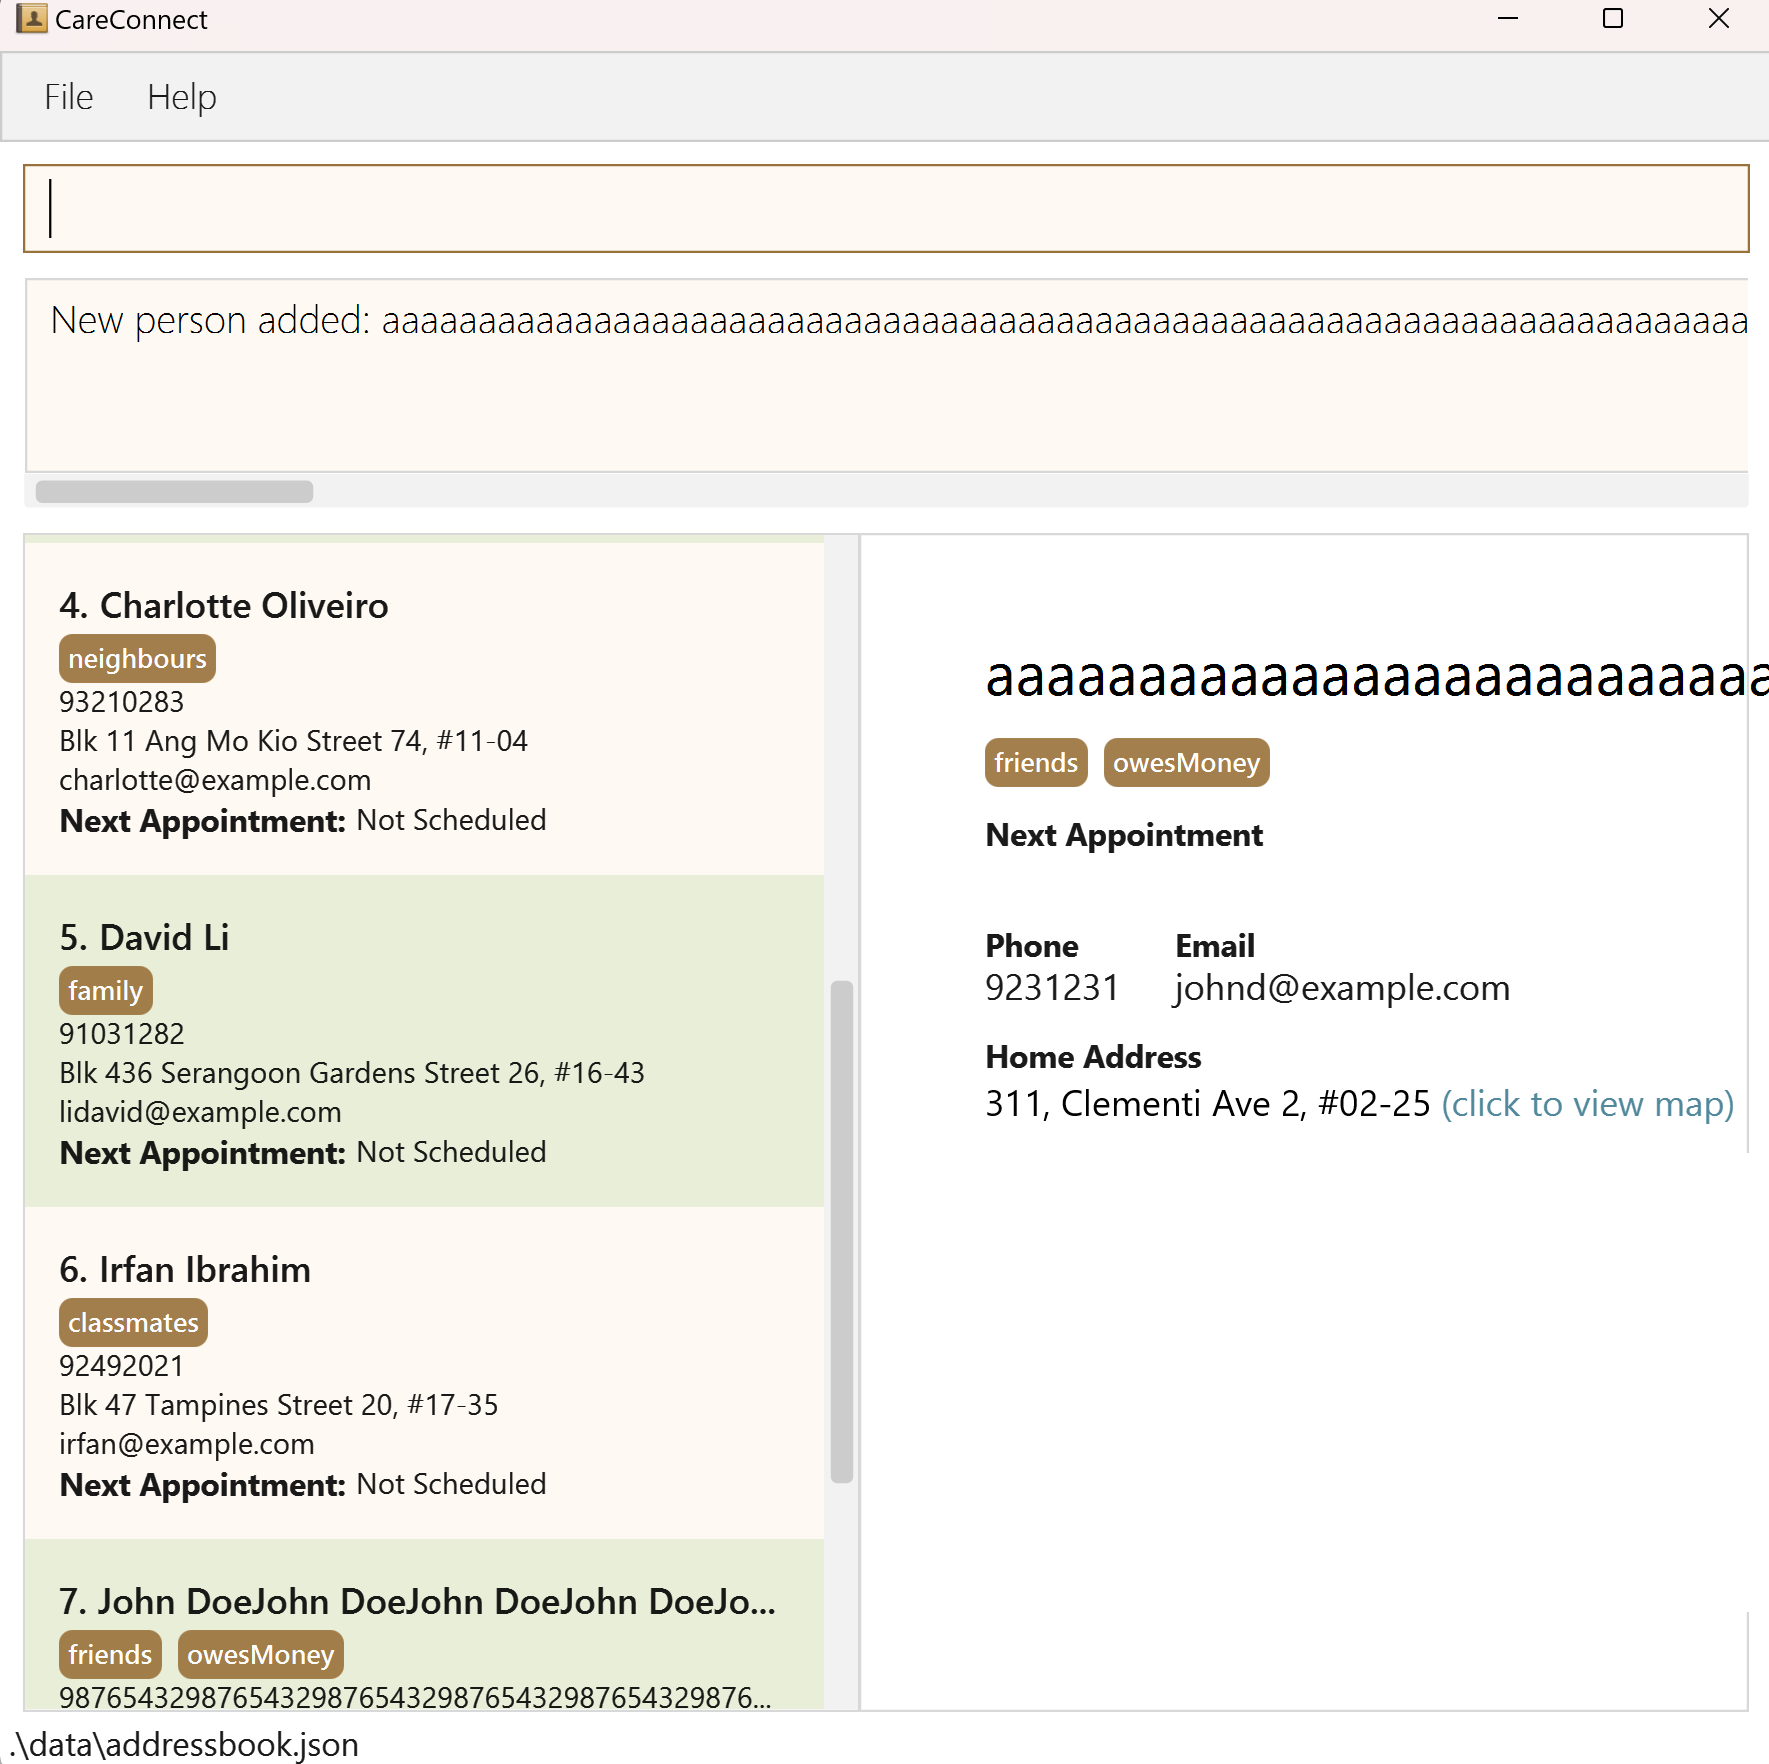 CareConnect
File Help
New person added: aaaaaaaaaaaaaaaaaaaaaaaaaaaaaaaaaaaaaaaaaaaaaaaaaaaaaaaaaaaaaaaaaaaaaaa
4. Charlotte Oliveiro
neighbours
93210283
Blk 11 Ang Mo Kio Street 74, #11-04
charlotte@example.com
Next Appointment: Not Scheduled
5. David Li
family
91031282
Blk 436 Serangoon Gardens Street 26, #16-43
lidavid@example.com
Next Appointment: Not Scheduled
6. Irfan Ibrahim
classmates
92492021
Blk 47 Tampines Street 20, #17-35
irfan@example.com
Next Appointment: Not Scheduled
7. John DoeJohn DoeJohn DoeJohn DoeJo...
friends owesMoney
98765432987654329876543298765432987654329876...
aaaaaaaaaaaaaaaaaaaaaaaaaa
friends owesMoney
Next Appointment
Phone Email
9231231 johnd@example.com
Home Address
311, Clementi Ave 2, #02-25 (click to view map)
.\data\addressbook.json